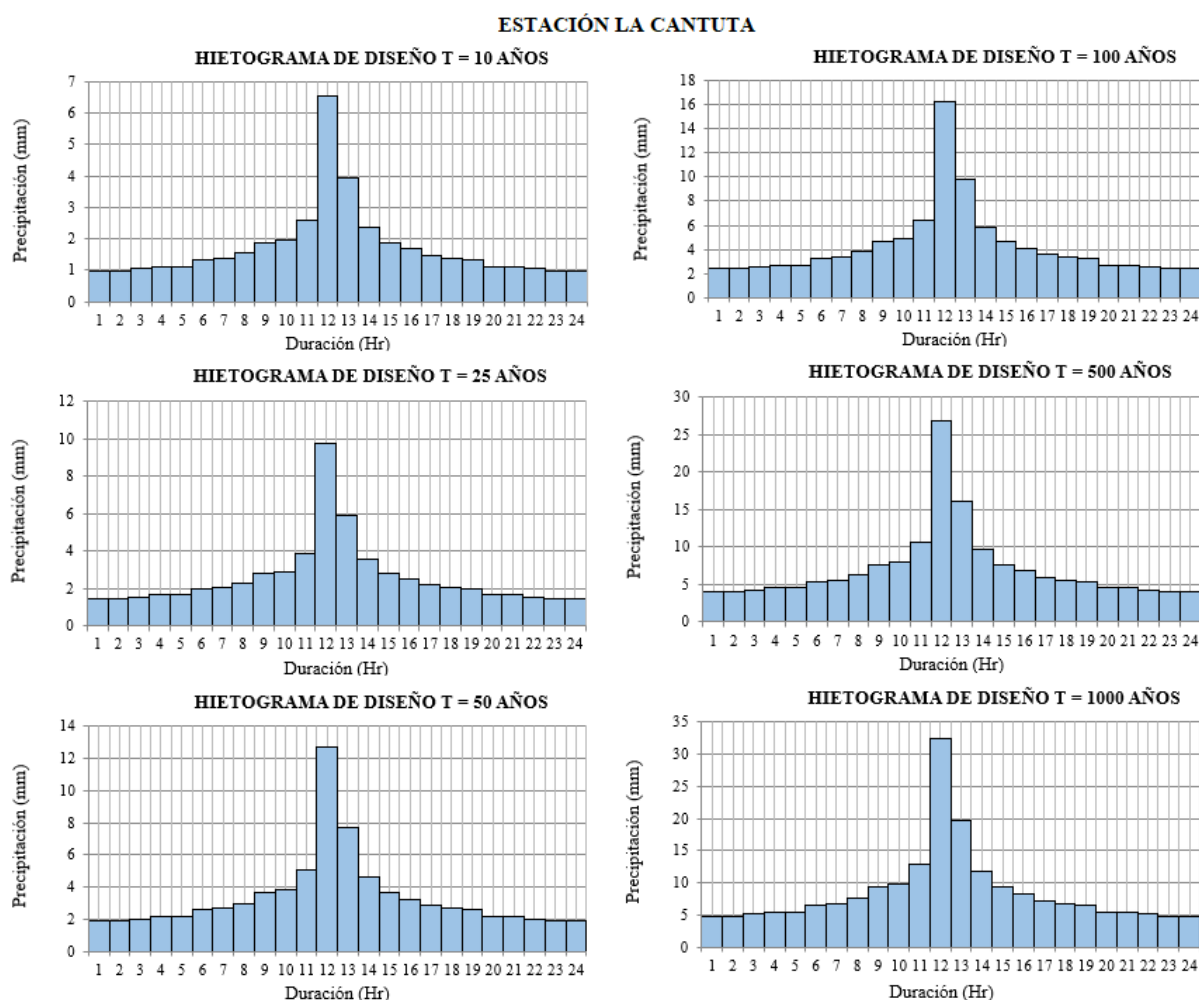 ESTACIÓN LA CANTUTA
HIETOGRAMA DE DISEÑO T = 10 AÑOS
Precipitación (mm)
7
6
5
4
3
2
1
0
1 2 3 4 5 6 7 8 9 10 11 12 13 14 15 16 17 18 19 20 21 22 23 24
Duración (Hr)
HIETOGRAMA DE DISEÑO T = 100 AÑOS
Precipitación (mm)
18
16
14
12
10
8
6
4
2
0
1 2 3 4 5 6 7 8 9 10 11 12 13 14 15 16 17 18 19 20 21 22 23 24
Duración (Hr)
HIETOGRAMA DE DISEÑO T = 25 AÑOS
Precipitación (mm)
12
10
8
6
4
2
0
1 2 3 4 5 6 7 8 9 10 11 12 13 14 15 16 17 18 19 20 21 22 23 24
Duración (Hr)
HIETOGRAMA DE DISEÑO T = 500 AÑOS
Precipitación (mm)
30
25
20
15
10
5
0
1 2 3 4 5 6 7 8 9 10 11 12 13 14 15 16 17 18 19 20 21 22 23 24
Duración (Hr)
HIETOGRAMA DE DISEÑO T = 50 AÑOS
Precipitación (mm)
14
12
10
8
6
4
2
0
1 2 3 4 5 6 7 8 9 10 11 12 13 14 15 16 17 18 19 20 21 22 23 24
Duración (Hr)
HIETOGRAMA DE DISEÑO T = 1000 AÑOS
Precipitación (mm)
35
30
25
20
15
10
5
0
1 2 3 4 5 6 7 8 9 10 11 12 13 14 15 16 17 18 19 20 21 22 23 24
Duración (Hr)